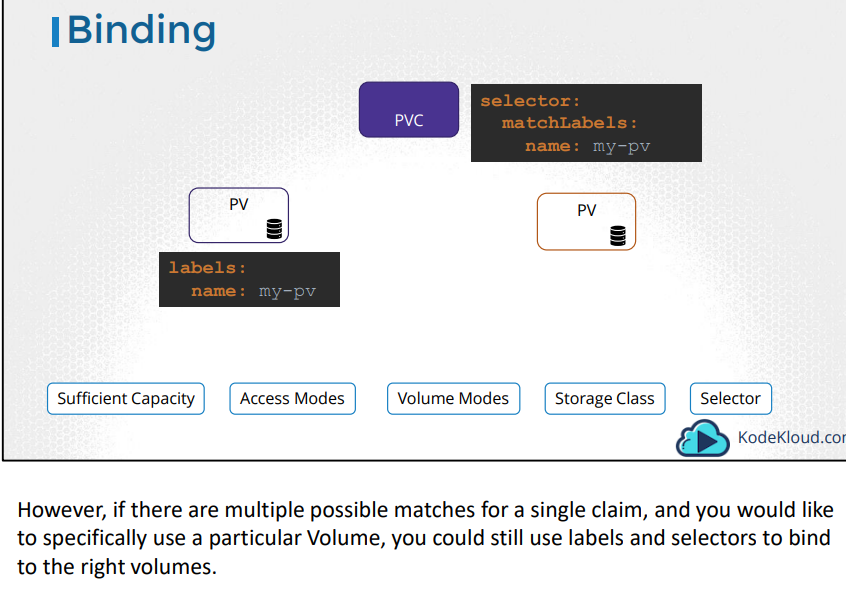 Binding
PVC
selector:
matchLabels:
name: my-pv
PV
PV
labels:
name: my-pv
Sufficient Capacity
Access Modes
Volume Modes
Storage Class
Selector
KodeKloud.cor
However, if there are multiple possible matches for a single claim, and you would like
to specifically use a particular Volume, you could still use labels and selectors to bind
to the right volumes.